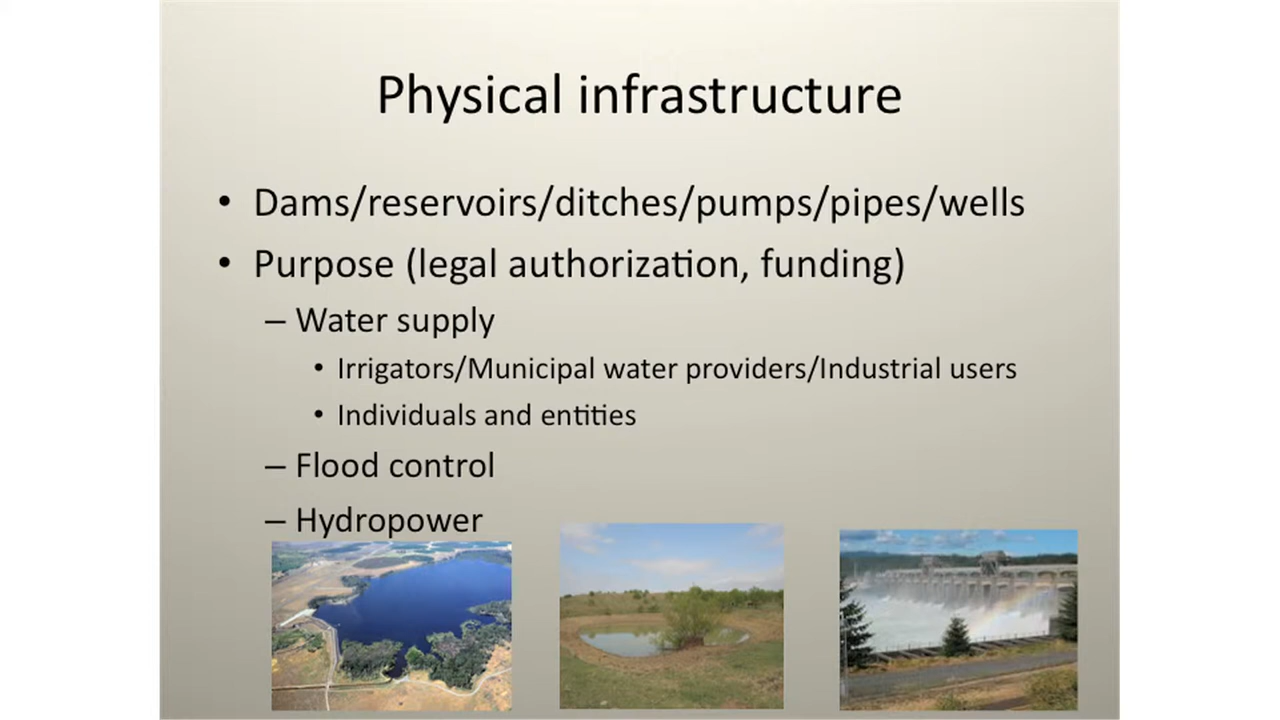 Physical infrastructure
• Dams/reservoirs/ditches/pumps/pipes/wells
• Purpose (legal authorization, funding)
– Water supply
• Irrigators/Municipal water providers/Industrial users
• Individuals and entities
– Flood control
– Hydropower